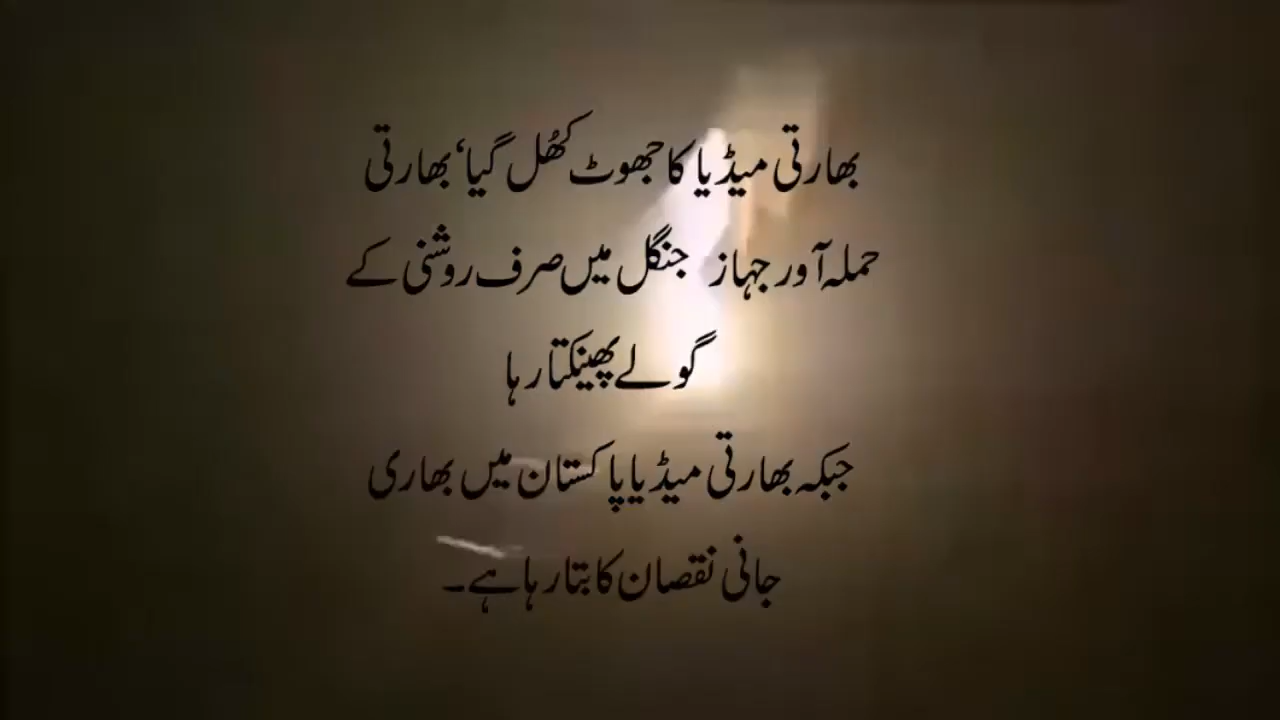 بھارتی میڈیا کا جھوٹ کھُل گیا‘ بھارتی
حملہ آور جہاز جنگل میں صرف روشنی کے
گولے پھینکتا رہا
جبکہ بھارتی میڈیا پاکستان میں بھاری
جانی نقصان کا بتا رہا ہے۔